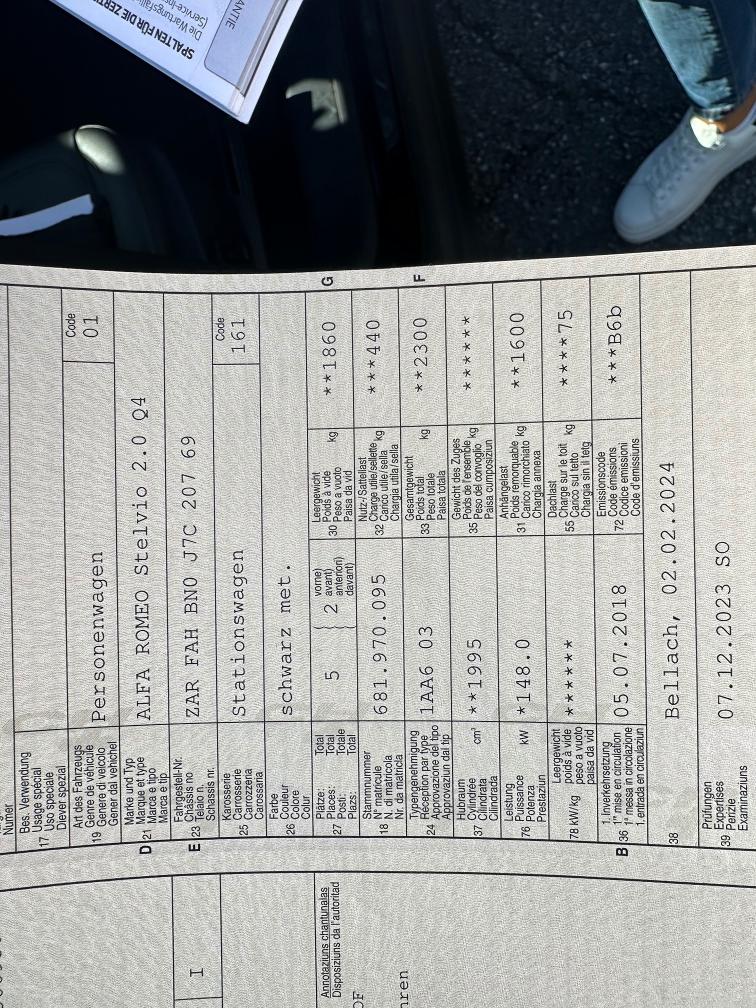 ANTIE
SPALTEN FÜR DIE ZERT
Die Wartungsfälli
(Service-In
Numer
Bes. Verwendung
17 Usage spécial
Uso speciale
Diever spezial
Art des Fahrzeugs
Genre de véhicule
19 Genere di veicolo
Gener dal vehichel
Personenwagen
Code
01
Marke und Typ
D 21 Marque et type
Marca e tipo
Marca e tip
ALFA ROMEO Stelvio 2.0 Q4
Fahrgestell-Nr.
E 23 Châssis no
Telaio n.
Schassis nr.
ZAR FAH BN0 J7C 207 69
Karosserie
Carrosserie
25 Carrozzeria
Carossaria
Stationswagen
Code
161
Farbe
26 Couleur
Colore
Colur
schwarz met.
Plätze: Total
27 Places: Total
Posti: Totale
Plazs: Total
5
2
vorne)
avant)
anteriori)
davant)
Leergewicht
30 Poids à vide kg
Peso a vuoto
Paisa da vid
**1860
G
Stammnummer
18 N° matricule
N. di matricola
Nr. da matricla
681.970.095
Nutz-/Sattellast
32 Charge utile/sellette kg
Carico utile/sella
Chargia utila/sella
***440
Typengenehmigung
24 Réception par type
Approvazione del tipo
Approvaziun dal tip
1AA6 03
Gesamtgewicht
33 Poids total kg
Peso totale
Paisa totala
**2300
F
Hubraum
37 Cylindrée cm³
Cilindrata
Cilindrada
**1995
Gewicht des Zuges
35 Poids de l'ensemble kg
Peso del convoglio
Paisa cumposiziun
******
Leistung
76 Puissance kW
Potenza
Prestaziun
*148.0
Anhängelast
31 Poids remorquable kg
Carico rimorchiato
Chargia annexa
**1600
Leergewicht
78 kW/kg poids à vide
peso a vuoto
paisa da vid
******
Dachlast
55 Charge sur le toit kg
Carico sul tetto
Chargia sin il tetg
****75
1. Inverkehrsetzung
B 36 1re mise en circulation
1a messa in circolazione
1. entrada en circulaziun
05.07.2018
Emissionscode
72 Code émissions
Codice emissioni
Code d'emissiuns
***B6b
38
Bellach, 02.02.2024
Prüfungen
39 Expertises
Perizie
Examinaziuns
07.12.2023 SO
I
Annotaziuns chantunalas
Disposiziuns da l'autoritad
OF
hren